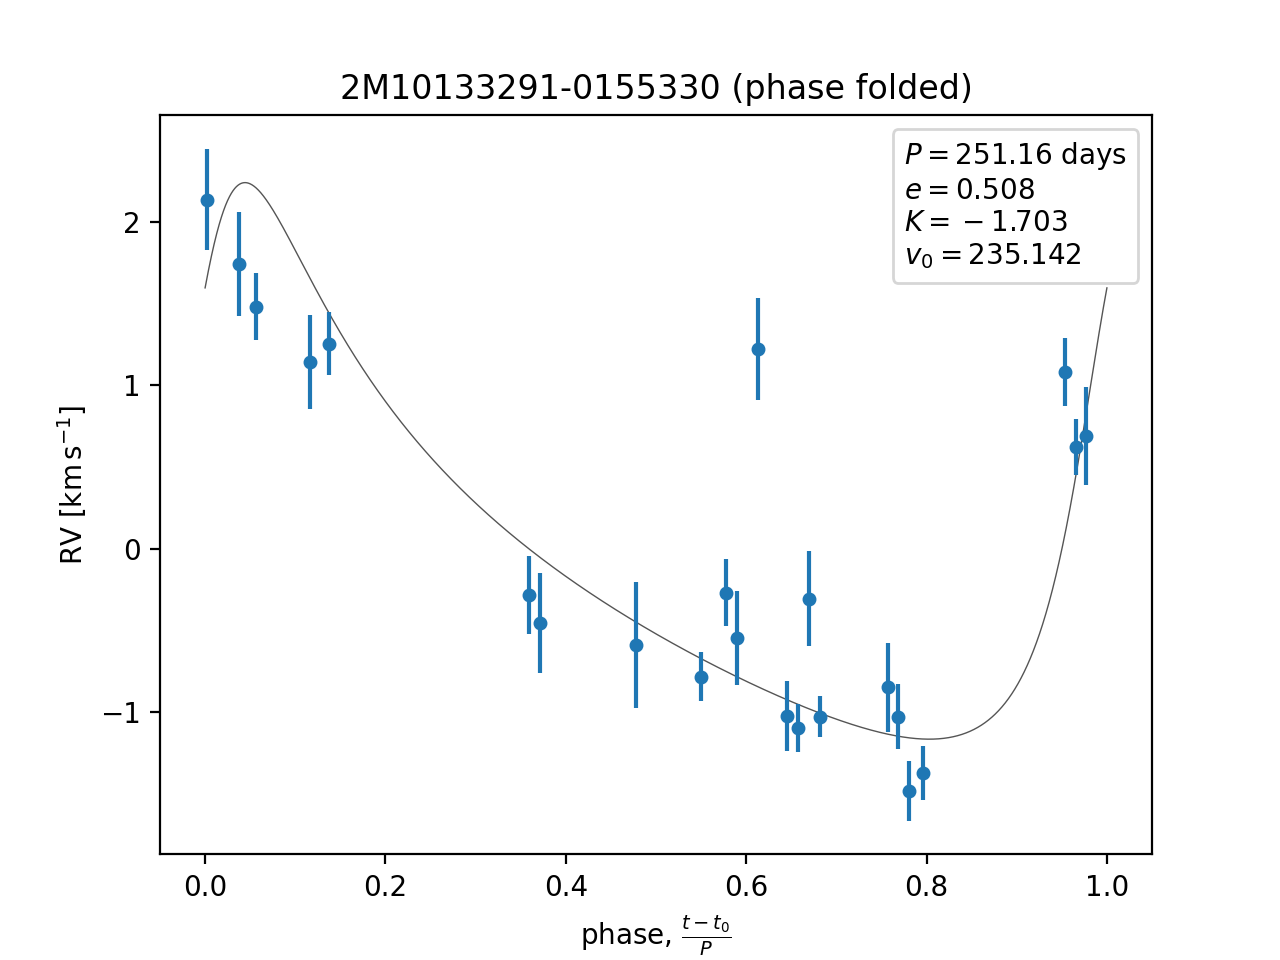 2M10133291-0155330 (phase folded)
P = 251.16 days
e = 0.508
K = −1.703
v₀ = 235.142
RV [km s⁻¹]
2
1
0
−1
0.0 0.2 0.4 0.6 0.8 1.0
phase, (t − t₀)/P